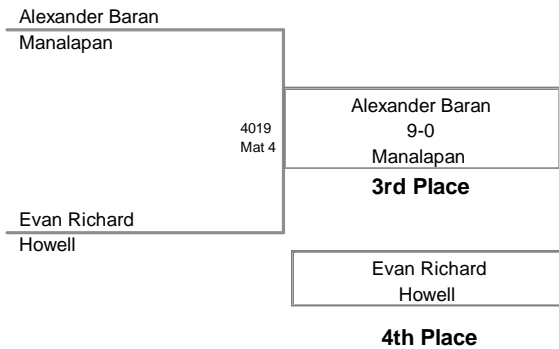 Alexander Baran
Manalapan
4019
Mat 4
Alexander Baran
9-0
Manalapan
3rd Place
Evan Richard
Howell
Evan Richard
Howell
4th Place